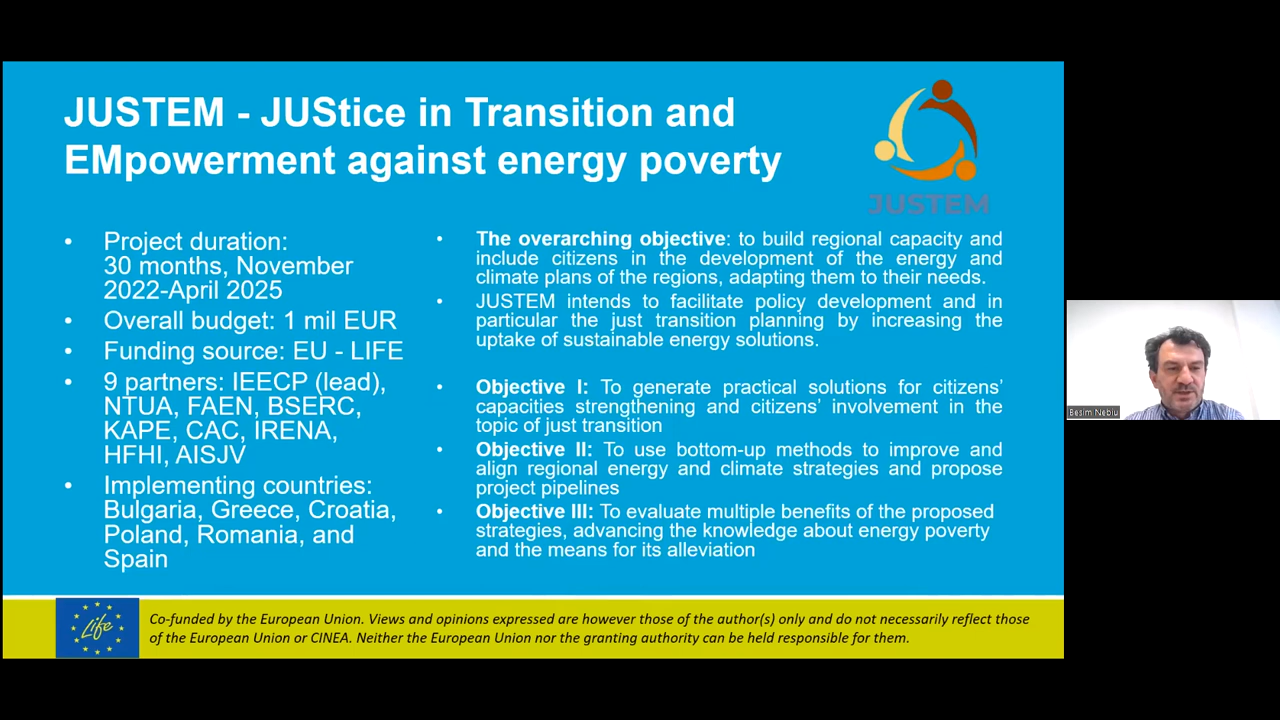 JUSTEM - JUStice in Transition and
EMpowerment against energy poverty
JUSTEM
• Project duration:
30 months, November
2022-April 2025
• Overall budget: 1 mil EUR
• Funding source: EU - LIFE
• 9 partners: IEECP (lead),
NTUA, FAEN, BSERC,
KAPE, CAC, IRENA,
HFHI, AISJV
• Implementing countries:
Bulgaria, Greece, Croatia,
Poland, Romania, and
Spain
• The overarching objective: to build regional capacity and
include citizens in the development of the energy and
climate plans of the regions, adapting them to their needs.
• JUSTEM intends to facilitate policy development and in
particular the just transition planning by increasing the
uptake of sustainable energy solutions.
• Objective I: To generate practical solutions for citizens’
capacities strengthening and citizens’ involvement in the
topic of just transition
• Objective II: To use bottom-up methods to improve and
align regional energy and climate strategies and propose
project pipelines
• Objective III: To evaluate multiple benefits of the proposed
strategies, advancing the knowledge about energy poverty
and the means for its alleviation
Besim Nebiu
Life
Co-funded by the European Union. Views and opinions expressed are however those of the author(s) only and do not necessarily reflect those
of the European Union or CINEA. Neither the European Union nor the granting authority can be held responsible for them.